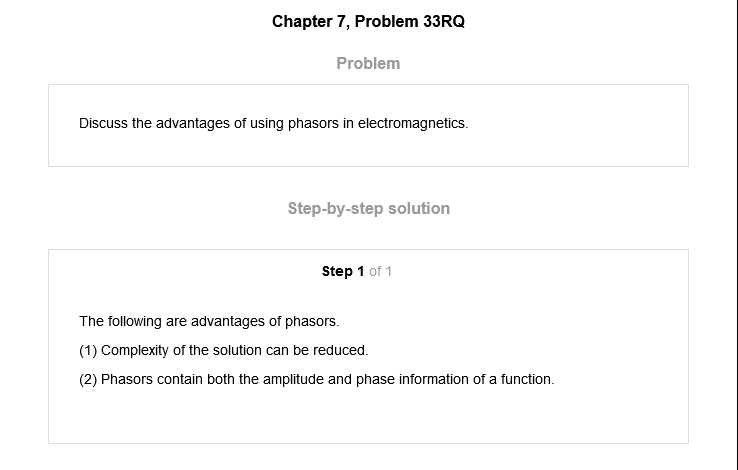 Chapter 7, Problem 33RQ
Problem
Discuss the advantages of using phasors in electromagnetics.
Step-by-step solution
Step 1 of 1
The following are advantages of phasors.
(1) Complexity of the solution can be reduced.
(2) Phasors contain both the amplitude and phase information of a function.